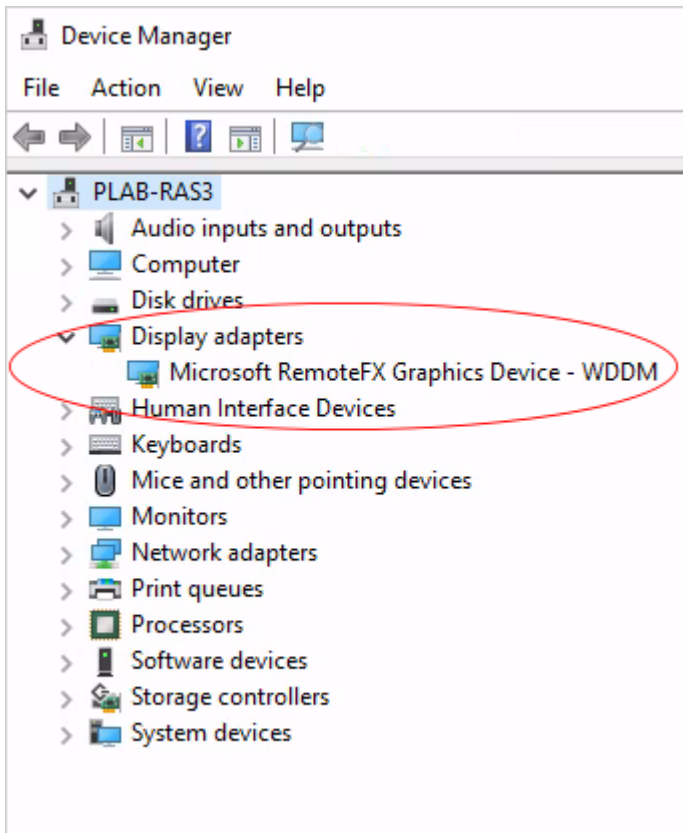 Device Manager
File Action View Help
PLAB-RAS3
Audio inputs and outputs
Computer
Disk drives
Display adapters
Microsoft RemoteFX Graphics Device - WDDM
Human Interface Devices
Keyboards
Mice and other pointing devices
Monitors
Network adapters
Print queues
Processors
Software devices
Storage controllers
System devices